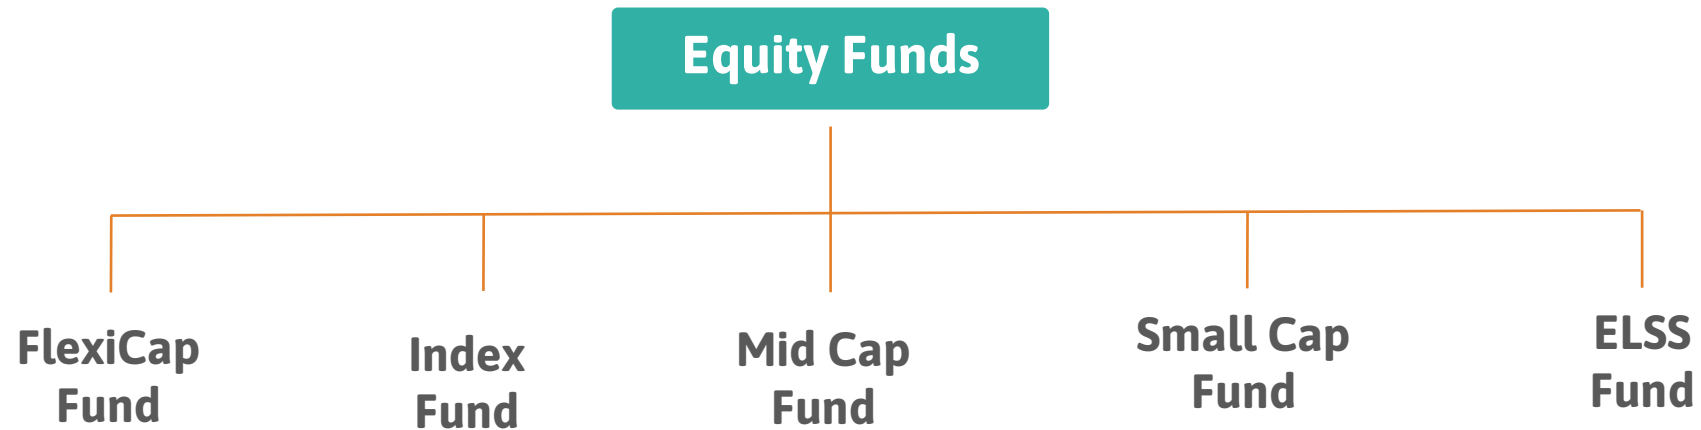 Equity Funds
FlexiCap
Fund
Index
Fund
Mid Cap
Fund
Small Cap
Fund
ELSS
Fund